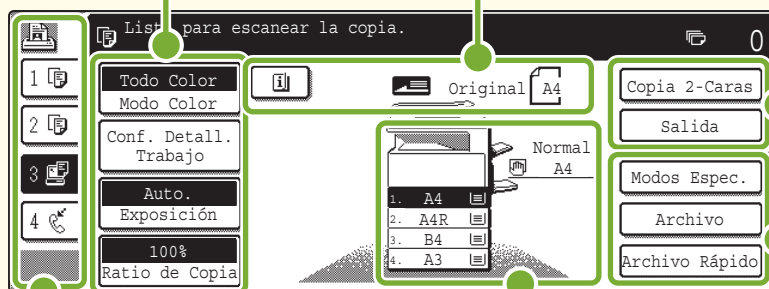 Listo para escanear la copia.
0
1
2
3
4
Todo Color
Modo Color
Conf. Detall.
Trabajo
Auto.
Exposición
100%
Ratio de Copia
Original
A4
Normal
A4
1. A4
2. A4R
3. B4
4. A3
Copia 2-Caras
Salida
Modos Espec.
Archivo
Archivo Rápido